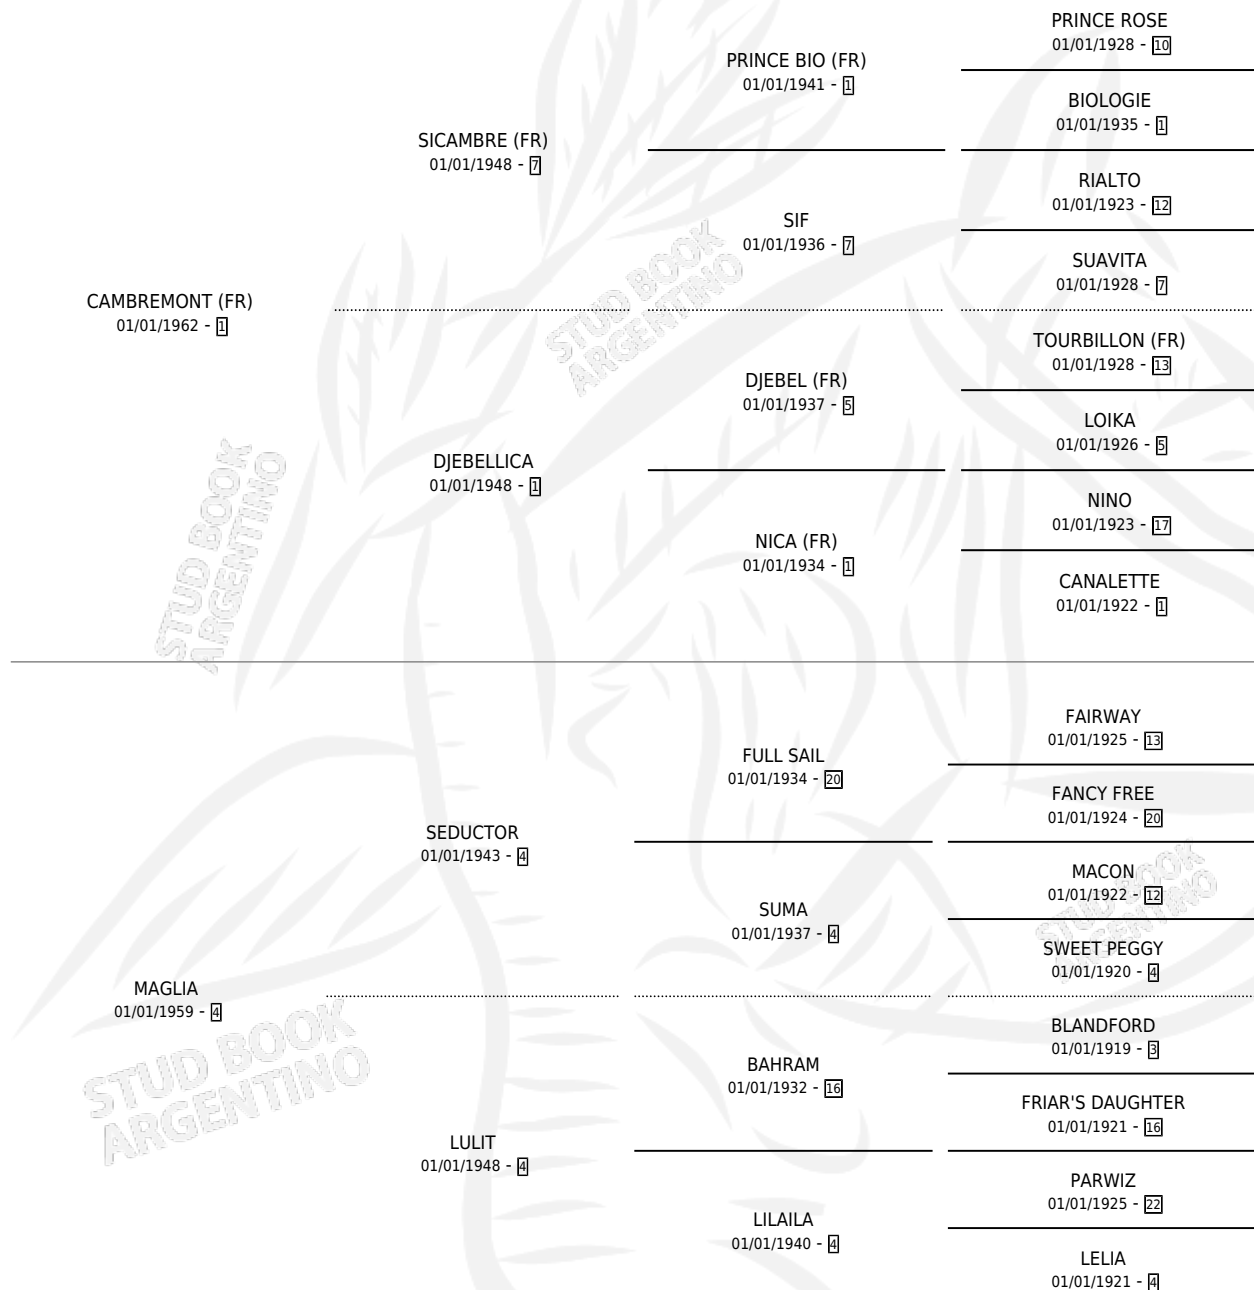 PRINCE ROSE
01/01/1928 - 10
PRINCE BIO (FR)
01/01/1941 - 1
BIOLOGIE
01/01/1935 - 1
SICAMBRE (FR)
01/01/1948 - 7
RIALTO
01/01/1923 - 12
SIF
01/01/1936 - 7
SUAVITA
01/01/1928 - 7
CAMBREMONT (FR)
01/01/1962 - 1
TOURBILLON (FR)
01/01/1928 - 13
DJEBEL (FR)
01/01/1937 - 5
LOIKA
01/01/1926 - 5
DJEBELLICA
01/01/1948 - 1
NINO
01/01/1923 - 17
NICA (FR)
01/01/1934 - 1
CANALETTE
01/01/1922 - 1
FAIRWAY
01/01/1925 - 13
FULL SAIL
01/01/1934 - 20
FANCY FREE
01/01/1924 - 20
SEDUCTOR
01/01/1943 - 4
MACON
01/01/1922 - 12
SUMA
01/01/1937 - 4
SWEET PEGGY
01/01/1920 - 4
MAGLIA
01/01/1959 - 4
BLANDFORD
01/01/1919 - 3
BAHRAM
01/01/1932 - 16
FRIAR'S DAUGHTER
01/01/1921 - 16
LULIT
01/01/1948 - 4
PARWIZ
01/01/1925 - 22
LILAILA
01/01/1940 - 4
LELIA
01/01/1921 - 4
STUD BOOK
ARGENTINO
STUD BOOK
ARGENTINO
STUD BOOK
ARGENTINO
STUD BOOK
ARGENTINO